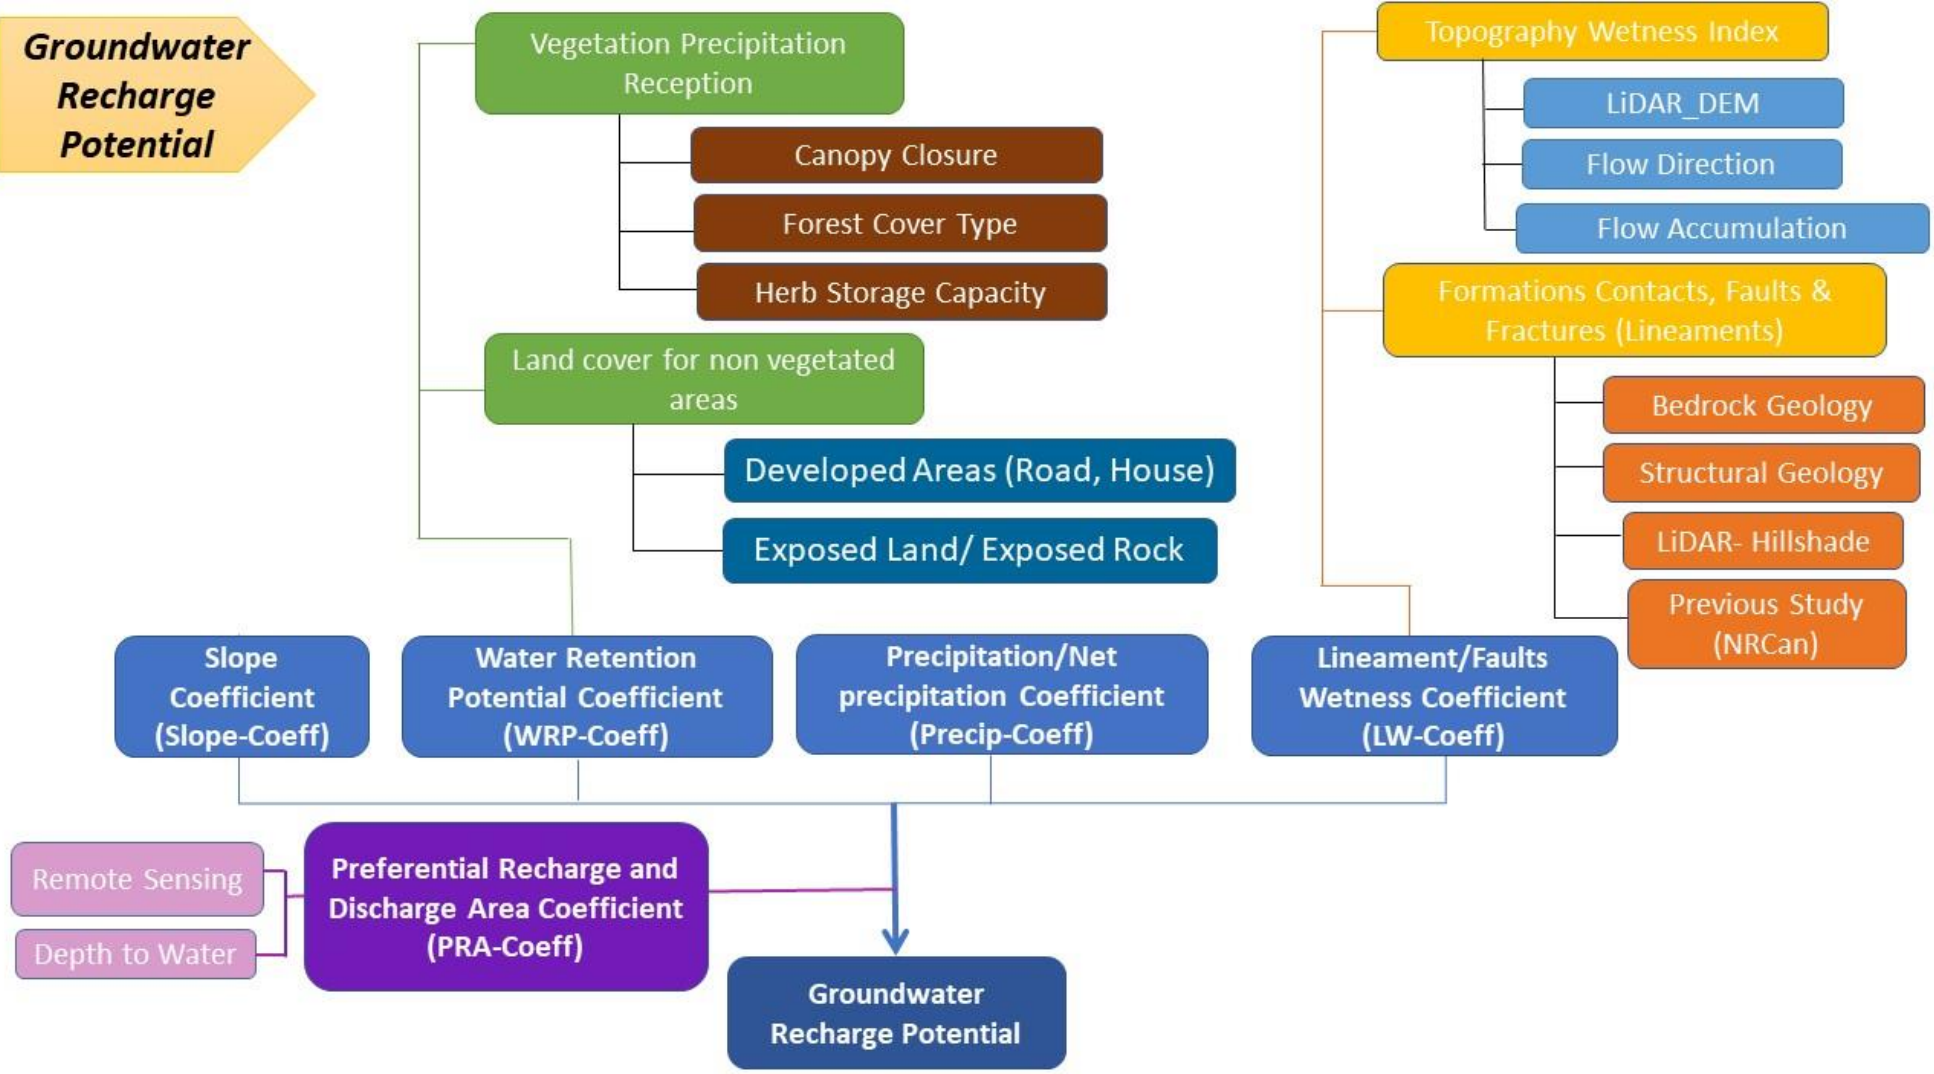 Groundwater
Recharge
Potential
Vegetation Precipitation
Reception
Canopy Closure
Forest Cover Type
Herb Storage Capacity
Land cover for non vegetated
areas
Developed Areas (Road, House)
Exposed Land/ Exposed Rock
Topography Wetness Index
LiDAR_DEM
Flow Direction
Flow Accumulation
Formations Contacts, Faults &
Fractures (Lineaments)
Bedrock Geology
Structural Geology
LiDAR- Hillshade
Previous Study
(NRCan)
Slope
Coefficient
(Slope-Coeff)
Water Retention
Potential Coefficient
(WRP-Coeff)
Precipitation/Net
precipitation Coefficient
(Precip-Coeff)
Lineament/Faults
Wetness Coefficient
(LW-Coeff)
Remote Sensing
Depth to Water
Preferential Recharge and
Discharge Area Coefficient
(PRA-Coeff)
Groundwater
Recharge Potential